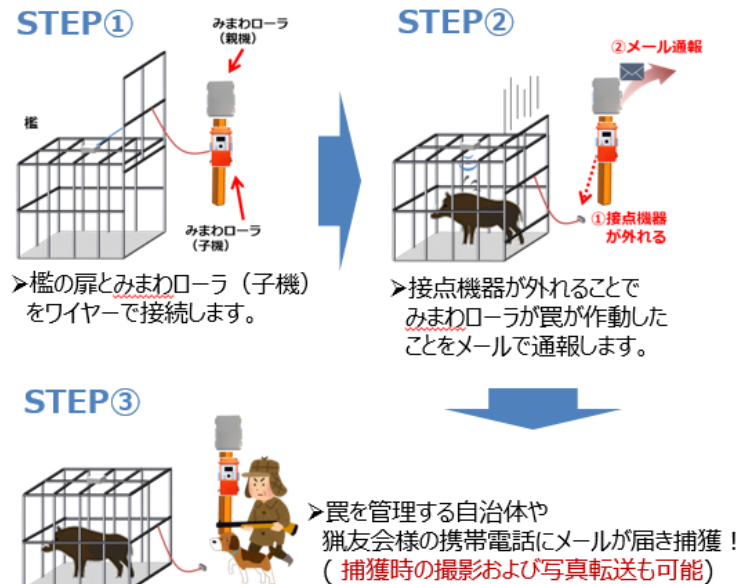 STEP①
みまわローラ
（親機）
檻
みまわローラ
（子機）
➢檻の扉とみまわローラ（子機）
をワイヤーで接続します。
STEP②
②メール通報
①接点機器
が外れる
➢接点機器が外れることで
みまわローラが罠が作動した
ことをメールで通報します。
STEP③
➢罠を管理する自治体や
猟友会様の携帯電話にメールが届き捕獲！
( 捕獲時の撮影および写真転送も可能)